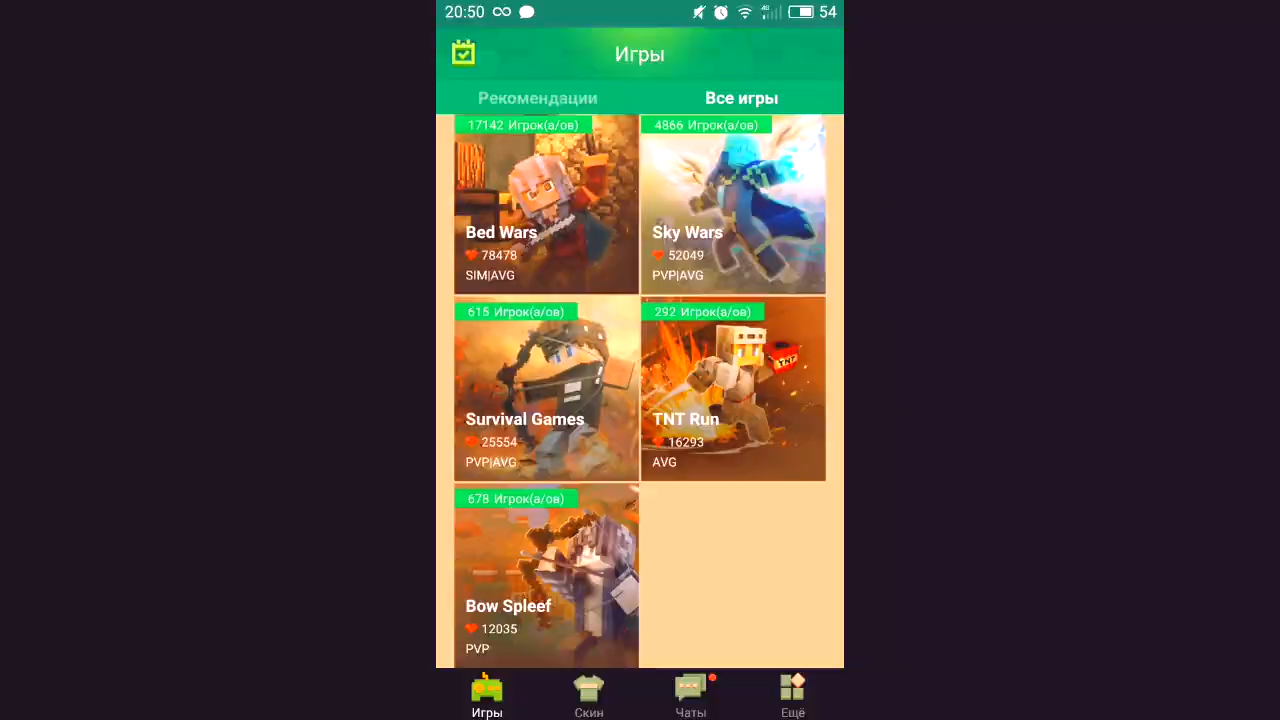 20:50 54
Игры
Рекомендации Все игры
17142 Игрок(а/ов)
Bed Wars
78478
SIM|AVG
4866 Игрок(а/ов)
Sky Wars
52049
PVP|AVG
615 Игрок(а/ов)
Survival Games
25554
PVP|AVG
292 Игрок(а/ов)
TNT
TNT Run
16293
AVG
678 Игрок(а/ов)
Bow Spleef
12035
PVP
Игры Скин Чаты Ещё